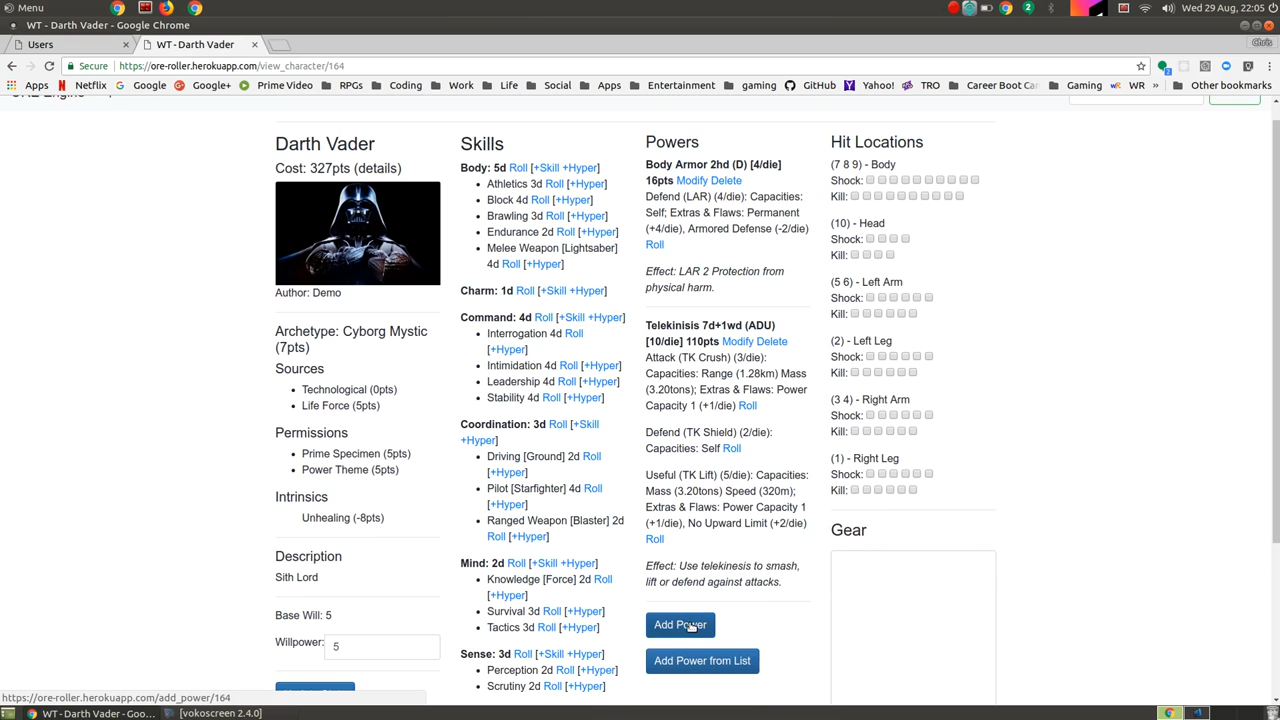 Menu
Wed 29 Aug, 22:05
WT - Darth Vader - Google Chrome
Users
WT - Darth Vader
Chris
Secure
https://ore-roller.herokuapp.com/view_character/164
Apps Netflix Google Google+ Prime Video RPGs Coding Work Life Social Apps Entertainment gaming GitHub Yahoo! TRO Career Boot Cam Gaming WR » Other bookmarks
Darth Vader
Cost: 327pts (details)
Author: Demo
Archetype: Cyborg Mystic
(7pts)
Sources
Technological (0pts)
Life Force (5pts)
Permissions
Prime Specimen (5pts)
Power Theme (5pts)
Intrinsics
Unhealing (-8pts)
Description
Sith Lord
Base Will: 5
Willpower: 5
Skills
Body: 5d Roll [+Skill +Hyper]
Athletics 3d Roll [+Hyper]
Block 4d Roll [+Hyper]
Brawling 3d Roll [+Hyper]
Endurance 2d Roll [+Hyper]
Melee Weapon [Lightsaber]
4d Roll [+Hyper]
Charm: 1d Roll [+Skill +Hyper]
Command: 4d Roll [+Skill +Hyper]
Interrogation 4d Roll
[+Hyper]
Intimidation 4d Roll [+Hyper]
Leadership 4d Roll [+Hyper]
Stability 4d Roll [+Hyper]
Coordination: 3d Roll [+Skill
+Hyper]
Driving [Ground] 2d Roll
[+Hyper]
Pilot [Starfighter] 4d Roll
[+Hyper]
Ranged Weapon [Blaster] 2d
Roll [+Hyper]
Mind: 2d Roll [+Skill +Hyper]
Knowledge [Force] 2d Roll
[+Hyper]
Survival 3d Roll [+Hyper]
Tactics 3d Roll [+Hyper]
Sense: 3d Roll [+Skill +Hyper]
Perception 2d Roll [+Hyper]
Scrutiny 2d Roll [+Hyper]
Powers
Body Armor 2hd (D) [4/die]
16pts Modify Delete
Defend (LAR) (4/die): Capacities:
Self; Extras & Flaws: Permanent
(+4/die), Armored Defense (-2/die)
Roll
Effect: LAR 2 Protection from
physical harm.
Telekinisis 7d+1wd (ADU)
[10/die] 110pts Modify Delete
Attack (TK Crush) (3/die):
Capacities: Range (1.28km) Mass
(3.20tons); Extras & Flaws: Power
Capacity 1 (+1/die) Roll
Defend (TK Shield) (2/die):
Capacities: Self Roll
Useful (TK Lift) (5/die): Capacities:
Mass (3.20tons) Speed (320m);
Extras & Flaws: Power Capacity 1
(+1/die), No Upward Limit (+2/die)
Roll
Effect: Use telekinesis to smash,
lift or defend against attacks.
Add Power
Add Power from List
Hit Locations
(7 8 9) - Body
Shock:
Kill:
(10) - Head
Shock:
Kill:
(5 6) - Left Arm
Shock:
Kill:
(2) - Left Leg
Shock:
Kill:
(3 4) - Right Arm
Shock:
Kill:
(1) - Right Leg
Shock:
Kill:
Gear
https://ore-roller.herokuapp.com/add_power/164
WT - Darth Vader - Goo...
[vokoscreen 2.4.0]